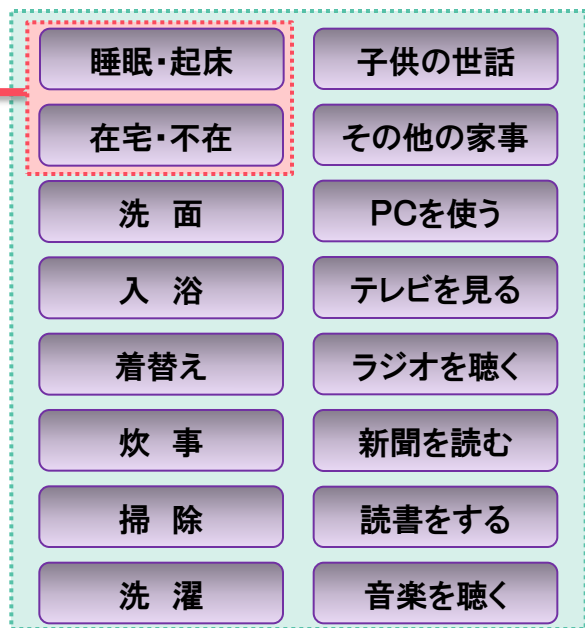 睡眠・起床
在宅・不在
洗 面
入 浴
着替え
炊 事
掃 除
洗 濯
子供の世話
その他の家事
PCを使う
テレビを見る
ラジオを聴く
新聞を読む
読書をする
音楽を聴く